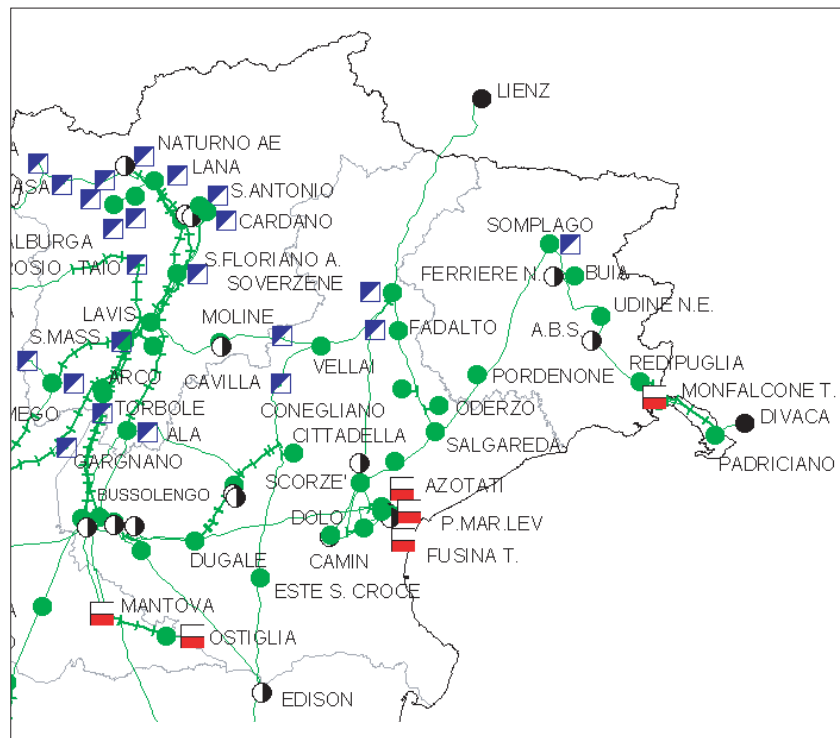 LIENZ
NATURNO AE
LANA
ASA
S.ANTONIO
CARDANO
SOMPLAGO
ALBURGA
ROSIO TAIO
S.FLORIANO A.
SOVERZENE
FERRIERE N.
BUIA
UDINE N.E.
LAVIS
MOLINE
FADALTO
A.B.S.
S.MASS
VELLAI
REDIPUGLIA
ARCO
CAVILLA
PORDENONE
MONFALCONE T.
MEGO
TORBOLE
CONEGLIANO
ODERZO
DIVACA
ALA
CITTADELLA
SALGAREDA
PADRICIANO
GARGNANO
BUSSOLENGO
SCORZE'
AZOTATI
DOLO
P.MAR.LEV
DUGALE
CAMIN
FUSINA T.
ESTE S. CROCE
MANTOVA
OSTIGLIA
EDISON